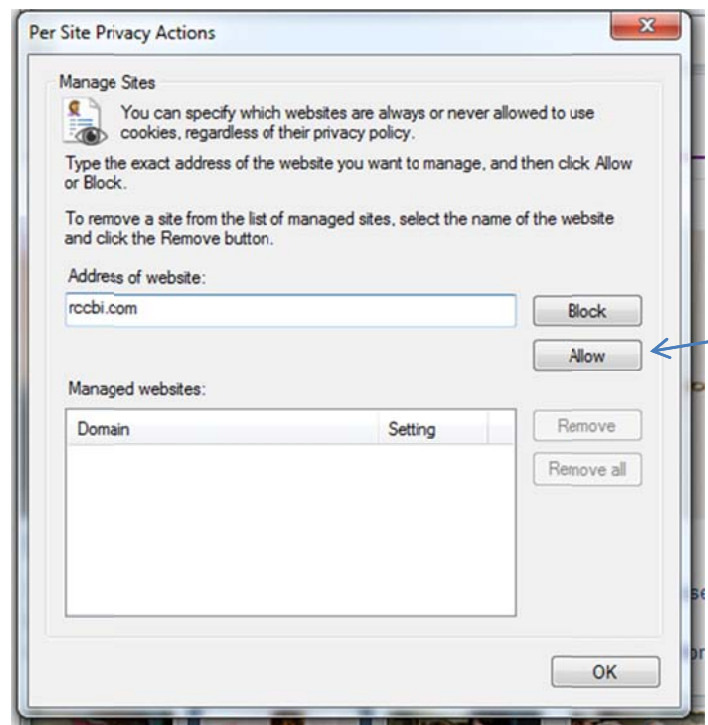 Per Site Privacy Actions
Manage Sites
You can specify which websites are always or never allowed to use
cookies, regardless of their privacy policy.
Type the exact address of the website you want to manage, and then click Allow
or Block.
To remove a site from the list of managed sites, select the name of the website
and click the Remove button.
Address of website:
rccbi.com
Block
Allow
Managed websites:
Domain Setting
Remove
Remove all
OK